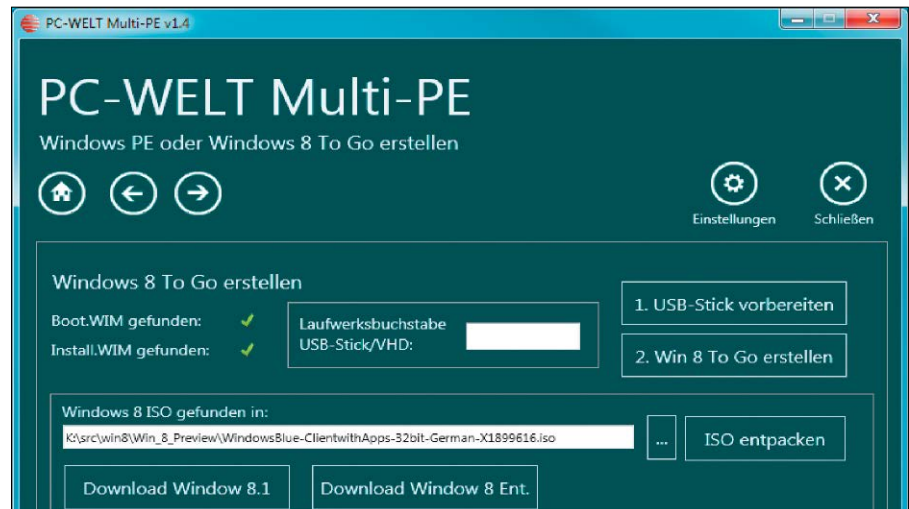 PC-WELT Multi-PE v1.4
PC-WELT Multi-PE
Windows PE oder Windows 8 To Go erstellen
Einstellungen
Schließen
Windows 8 To Go erstellen
Boot.WIM gefunden:
Install.WIM gefunden:
Laufwerksbuchstabe
USB-Stick/VHD:
1. USB-Stick vorbereiten
2. Win 8 To Go erstellen
Windows 8 ISO gefunden in:
K:\src\win8\Win_8_Preview\WindowsBlue-ClientwithApps-32bit-German-X1899616.iso
...
ISO entpacken
Download Window 8.1
Download Window 8 Ent.